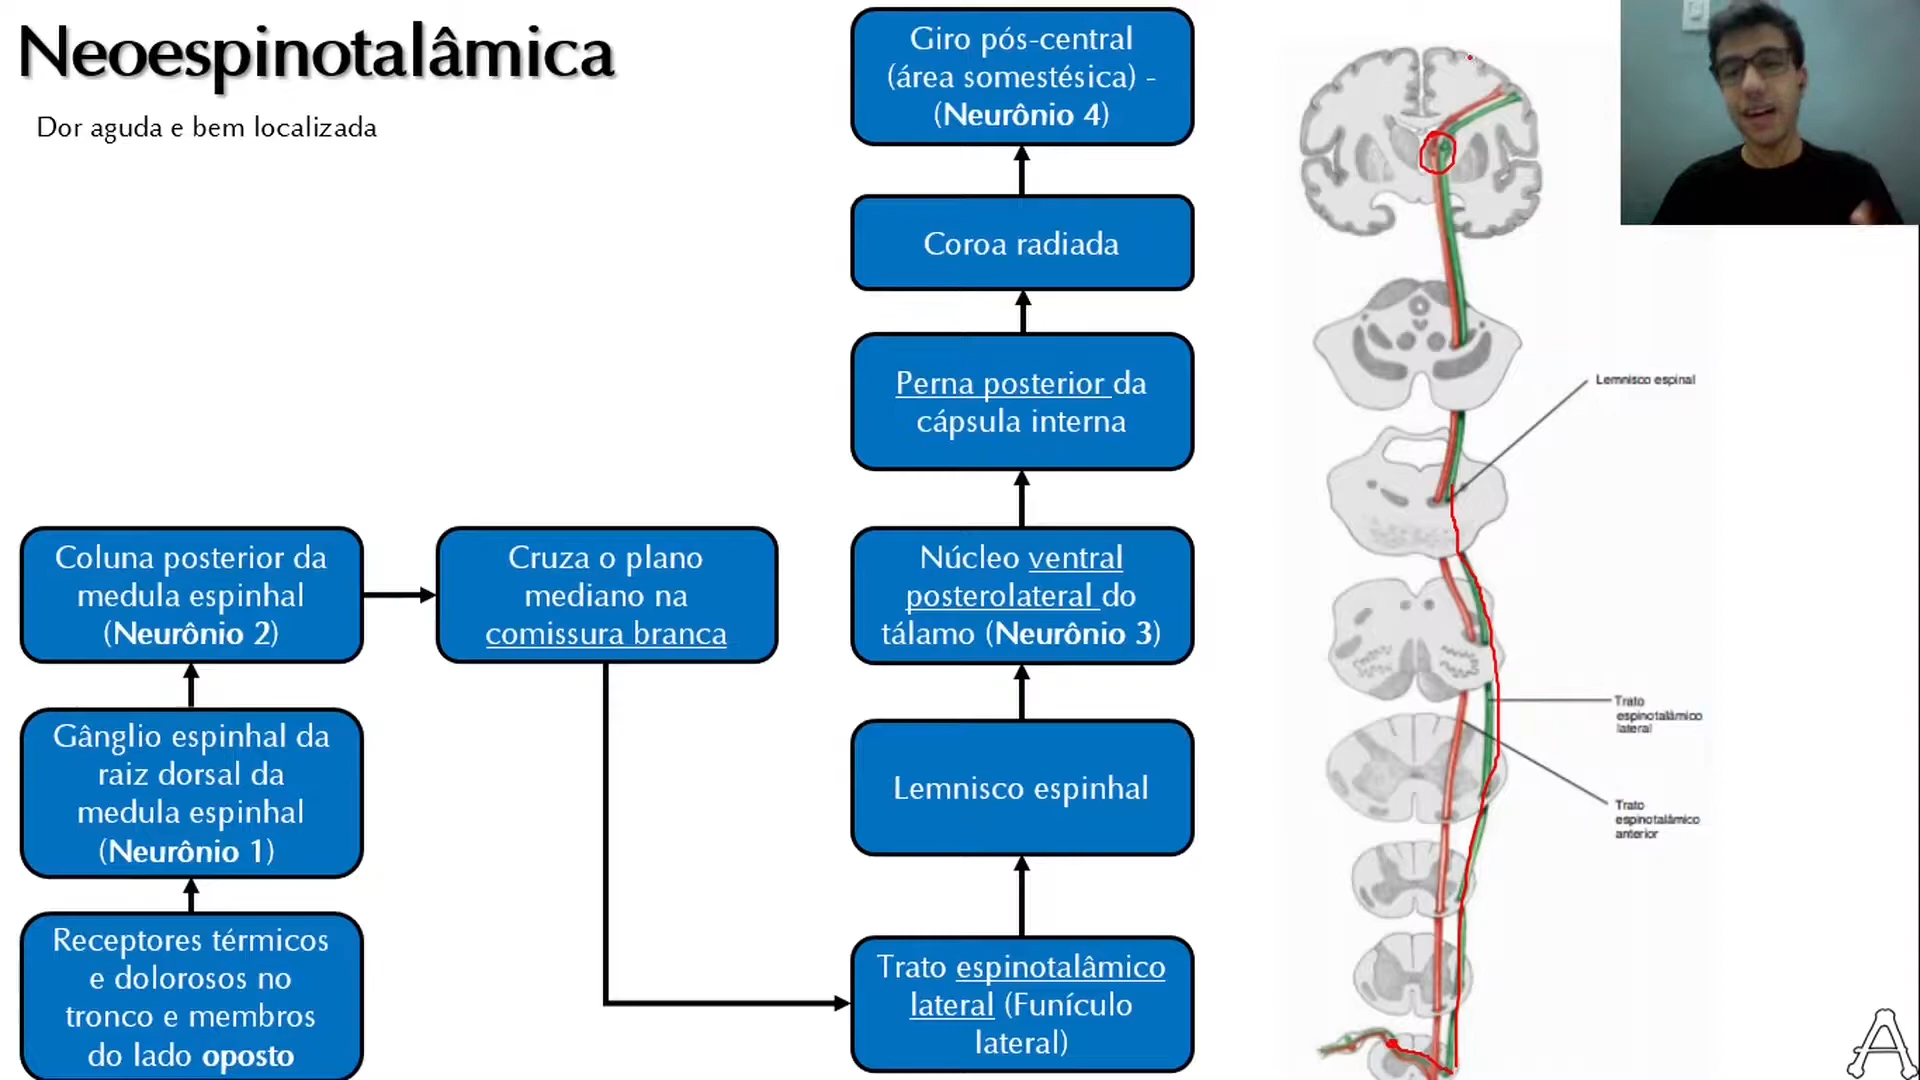 Neoespinotalâmica
Dor aguda e bem localizada
Giro pós-central
(área somestésica) -
(Neurônio 4)
Coroa radiada
Perna posterior da
cápsula interna
Núcleo ventral
posterolateral do
tálamo (Neurônio 3)
Lemnisco espinhal
Trato espinotalâmico
lateral (Funículo
lateral)
Coluna posterior da
medula espinhal
(Neurônio 2)
Cruza o plano
mediano na
comissura branca
Gânglio espinhal da
raiz dorsal da
medula espinhal
(Neurônio 1)
Receptores térmicos
e dolorosos no
tronco e membros
do lado oposto
Lemnisco espinal
Trato
espinotalâmico
lateral
Trato
espinotalâmico
anterior
A